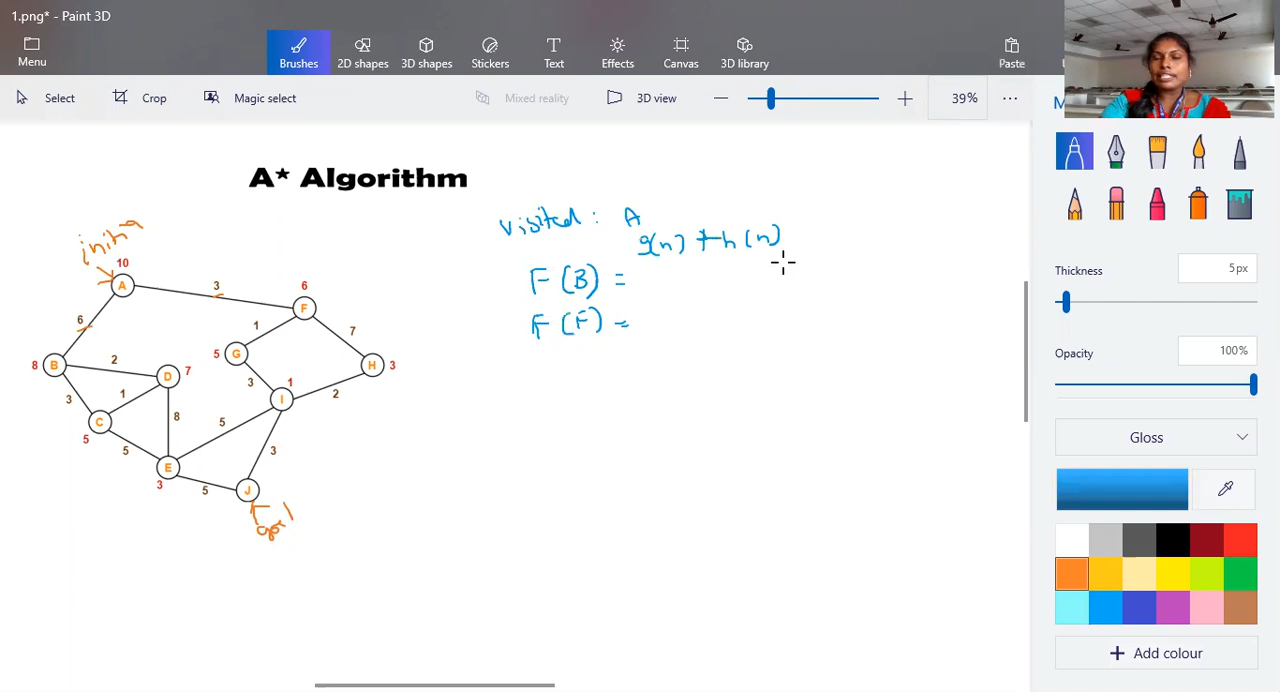 1.png* - Paint 3D
Menu
Brushes
2D shapes
3D shapes
Stickers
Text
Effects
Canvas
3D library
Paste
Select
Crop
Magic select
Mixed reality
3D view
39%
A* Algorithm
visited : A
g(n) + h(n)
F(B) =
F(F) =
10
A
3
6
F
6
1
7
5
G
8
B
2
D
7
H
3
3
1
3
1
I
2
C
5
8
5
5
3
E
3
5
J
goal
Thickness
5px
Opacity
100%
Gloss
Add colour